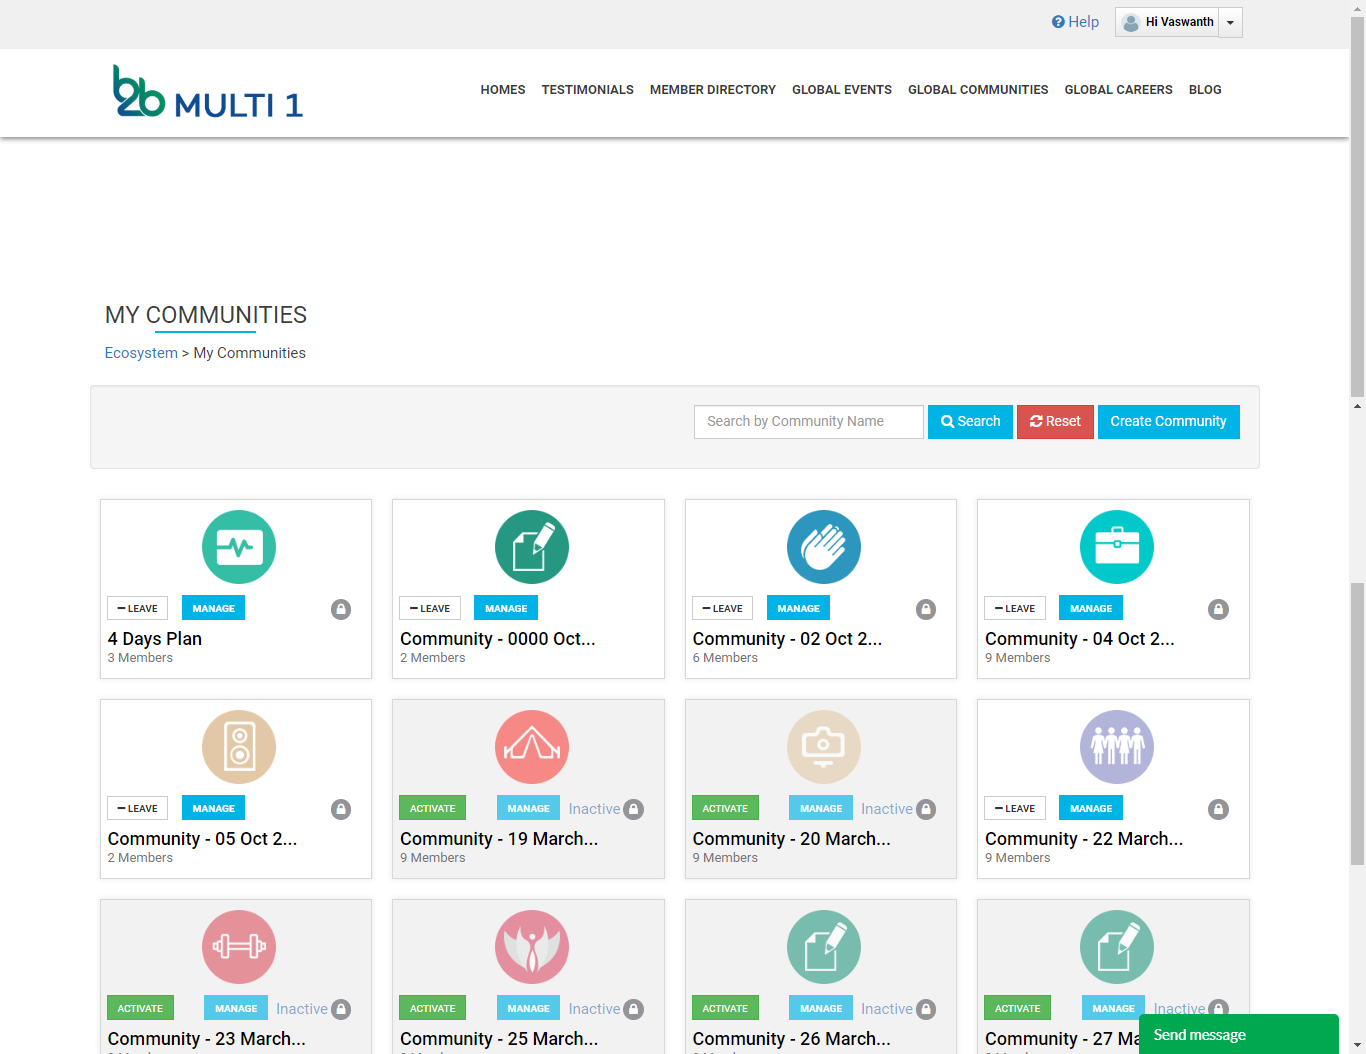 Help
Hi Vaswanth
b2b MULTI 1
HOMES TESTIMONIALS MEMBER DIRECTORY GLOBAL EVENTS GLOBAL COMMUNITIES GLOBAL CAREERS BLOG
MY COMMUNITIES
Ecosystem > My Communities
Search by Community Name Search Reset Create Community
LEAVE MANAGE
4 Days Plan
3 Members
LEAVE MANAGE
Community - 0000 Oct...
2 Members
LEAVE MANAGE
Community - 02 Oct 2...
6 Members
LEAVE MANAGE
Community - 04 Oct 2...
9 Members
LEAVE MANAGE
Community - 05 Oct 2...
2 Members
ACTIVATE MANAGE Inactive
Community - 19 March...
9 Members
ACTIVATE MANAGE Inactive
Community - 20 March...
9 Members
LEAVE MANAGE
Community - 22 March...
9 Members
ACTIVATE MANAGE Inactive
Community - 23 March...
ACTIVATE MANAGE Inactive
Community - 25 March...
ACTIVATE MANAGE Inactive
Community - 26 March...
ACTIVATE MANAGE Inactive
Community - 27 Ma
Send message